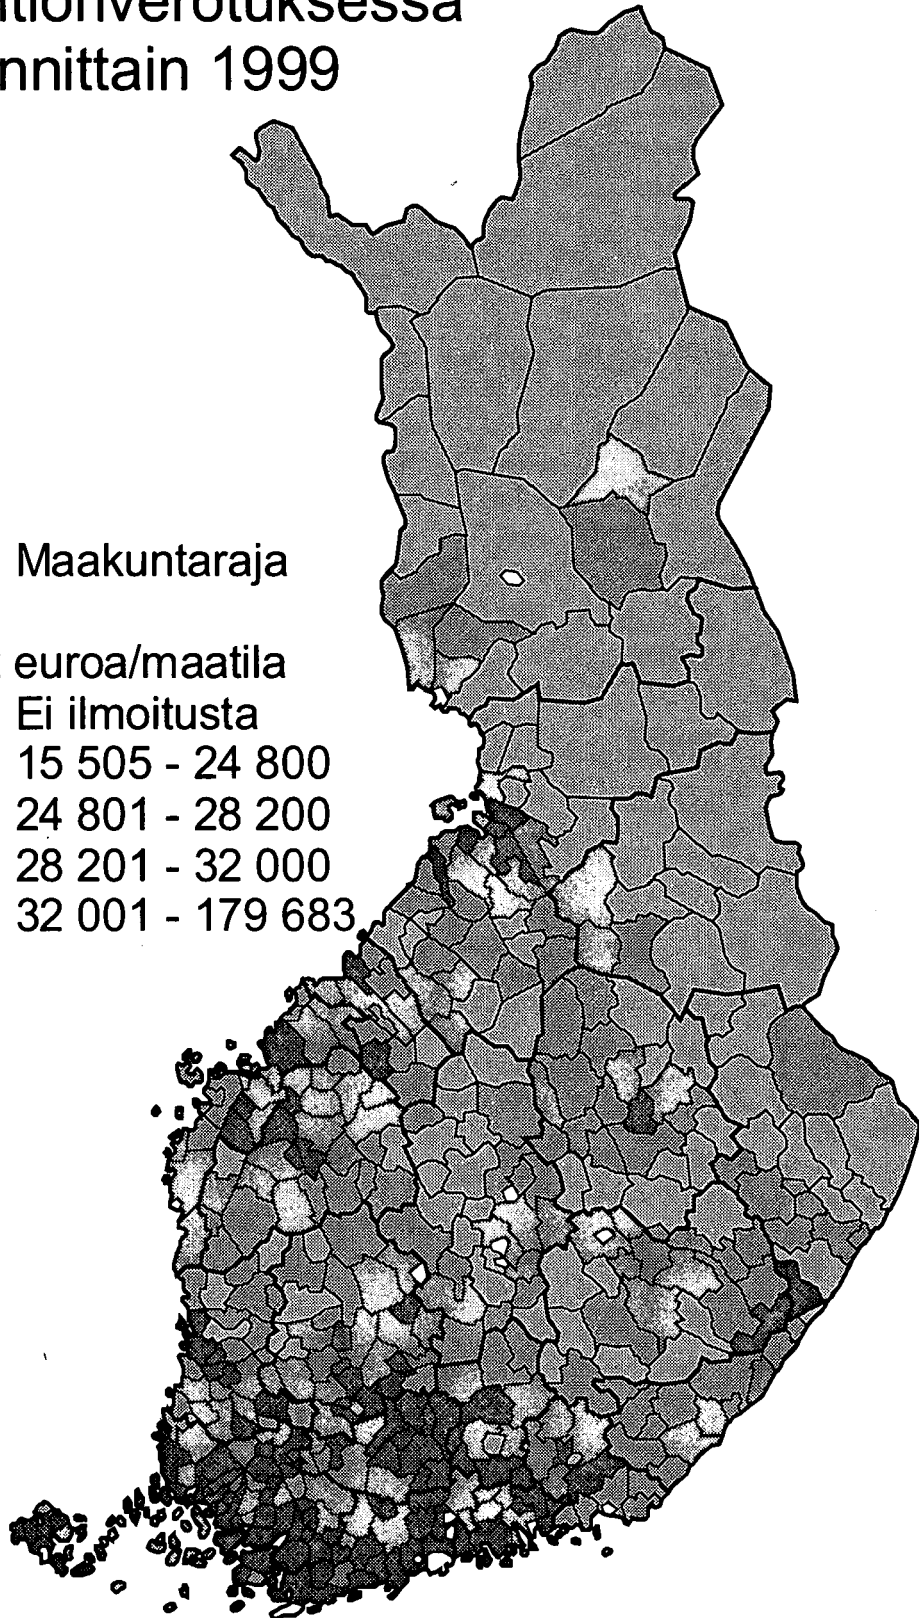 nnittain 1999
Maakuntaraja
euroa/maatila
Ei ilmoitusta
15 505 - 24 800
24 801 - 28 200
28 201 - 32 000
32 001 - 179 683